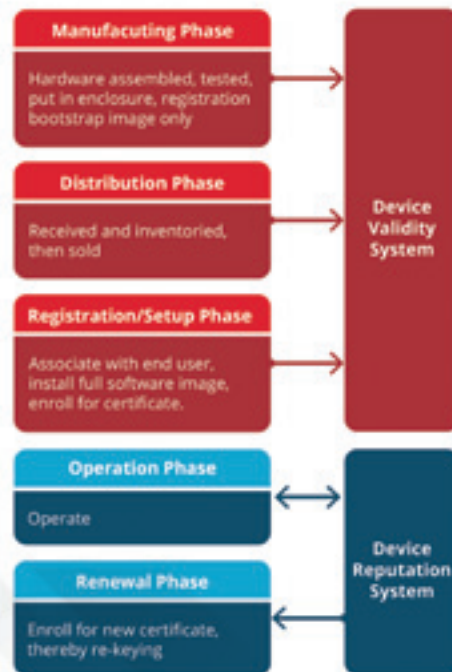 Manufacuting Phase
Hardware assembled, tested,
put in enclosure, registration
bootstrap image only
Distribution Phase
Received and inventoried,
then sold
Registration/Setup Phase
Associate with end user,
install full software image,
enroll for certificate.
Device
Validity
System
Operation Phase
Operate
Renewal Phase
Enroll for new certificate,
thereby re-keying
Device
Reputation
System